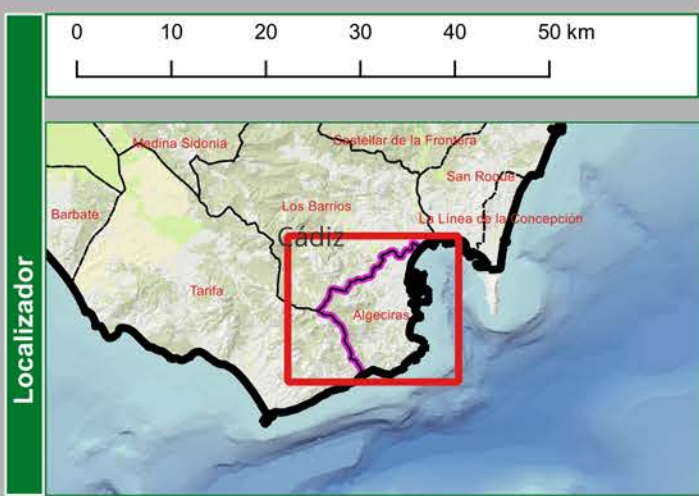 0 10 20 30 40 50 km
Localizador
Medina Sidonia
Castellar de la Frontera
San Roque
Los Barrios
Barbate
La Línea de la Concepción
Cádiz
Tarifa
Algeciras